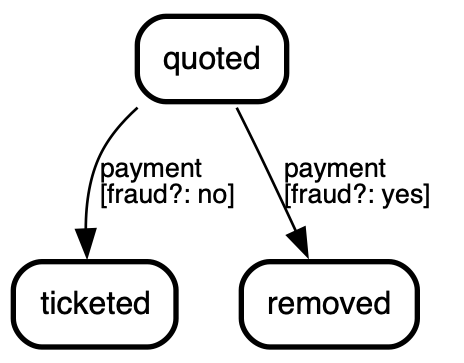 quoted
payment
[fraud?: no]
payment
[fraud?: yes]
ticketed
removed